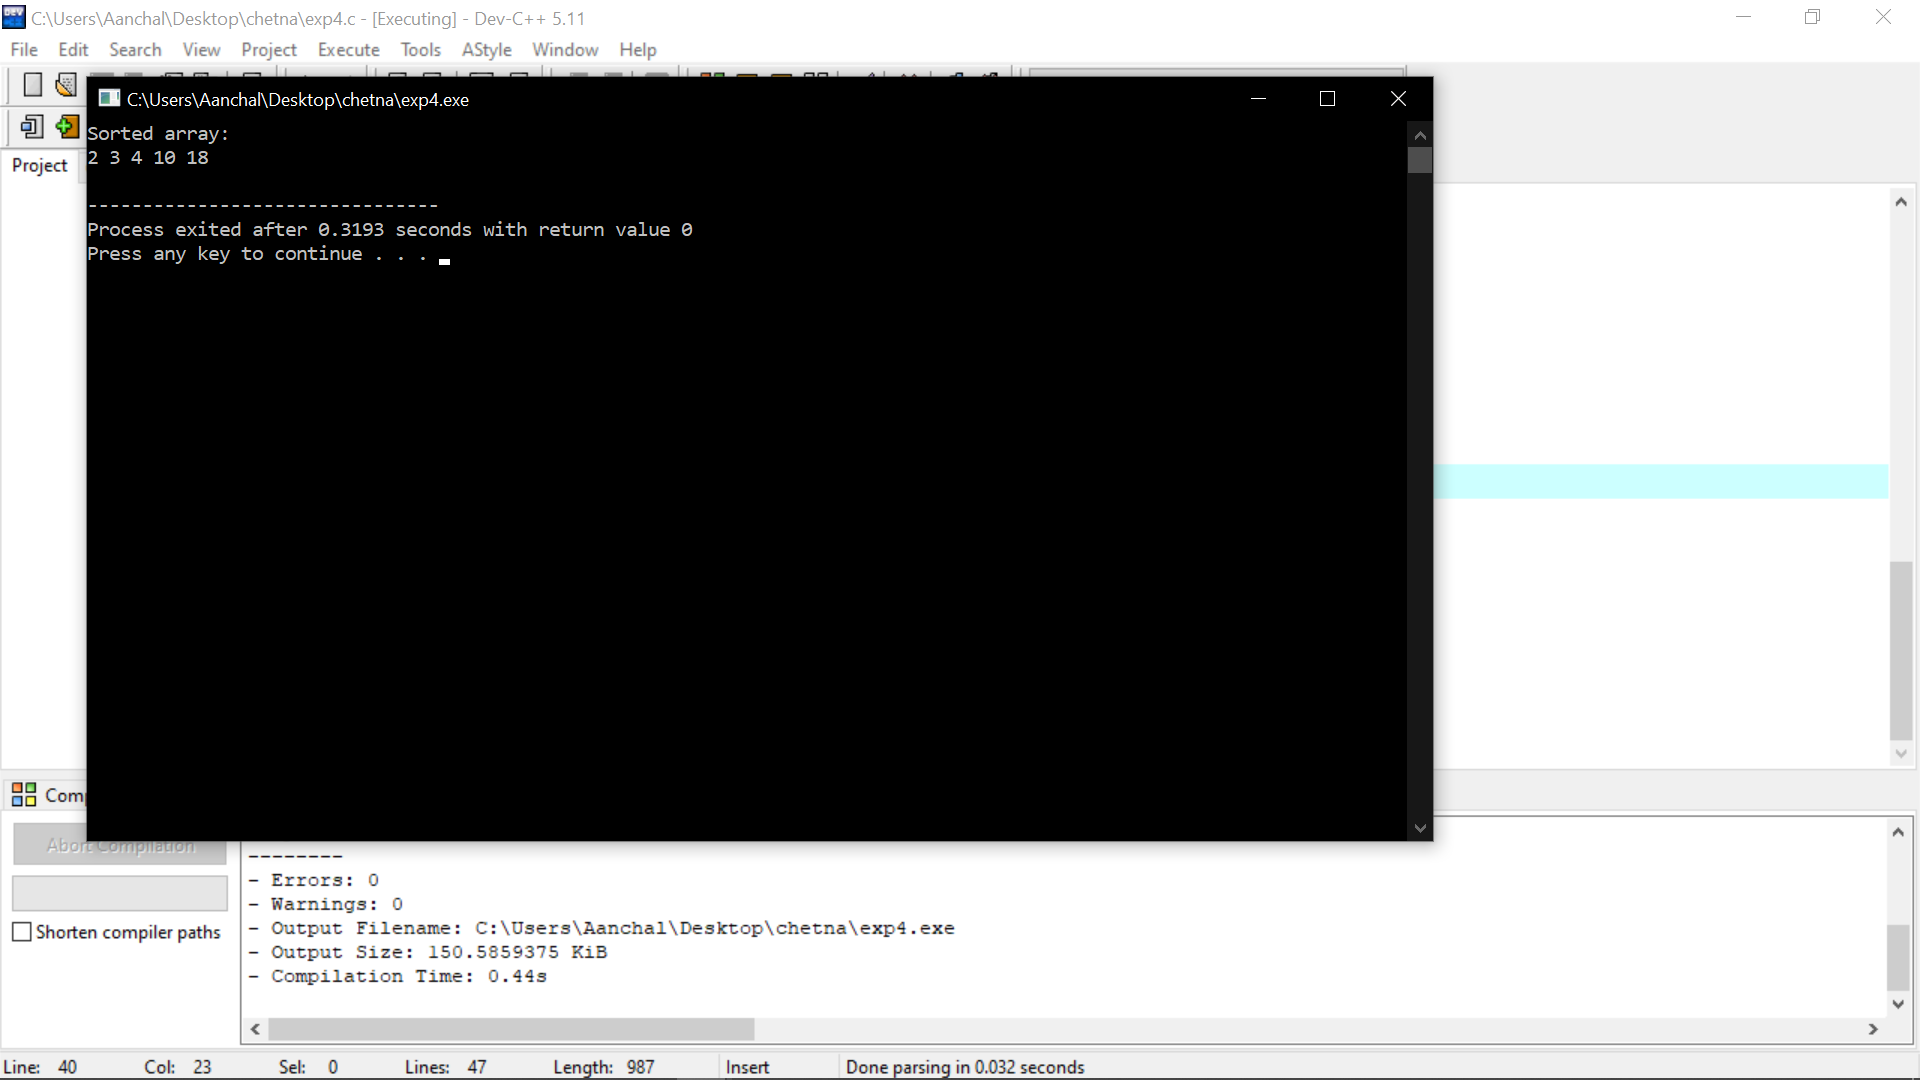 C:\Users\Aanchal\Desktop\chetna\exp4.c - [Executing] - Dev-C++ 5.11
File Edit Search View Project Execute Tools AStyle Window Help
C:\Users\Aanchal\Desktop\chetna\exp4.exe
Sorted array:
2 3 4 10 18
--------------------------------
Process exited after 0.3193 seconds with return value 0
Press any key to continue . . .
Project
Abort Compilation
Shorten compiler paths
--------
- Errors: 0
- Warnings: 0
- Output Filename: C:\Users\Aanchal\Desktop\chetna\exp4.exe
- Output Size: 150.5859375 KiB
- Compilation Time: 0.44s
Line: 40 Col: 23 Sel: 0 Lines: 47 Length: 987 Insert Done parsing in 0.032 seconds